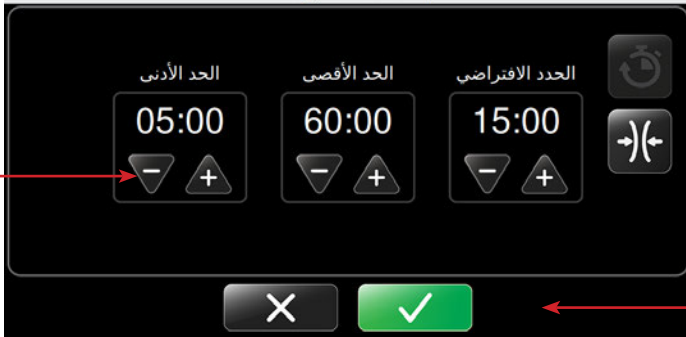 الحدد الافتراضي
الحد الأقصى
الحد الأدنى
15:00
60:00
05:00